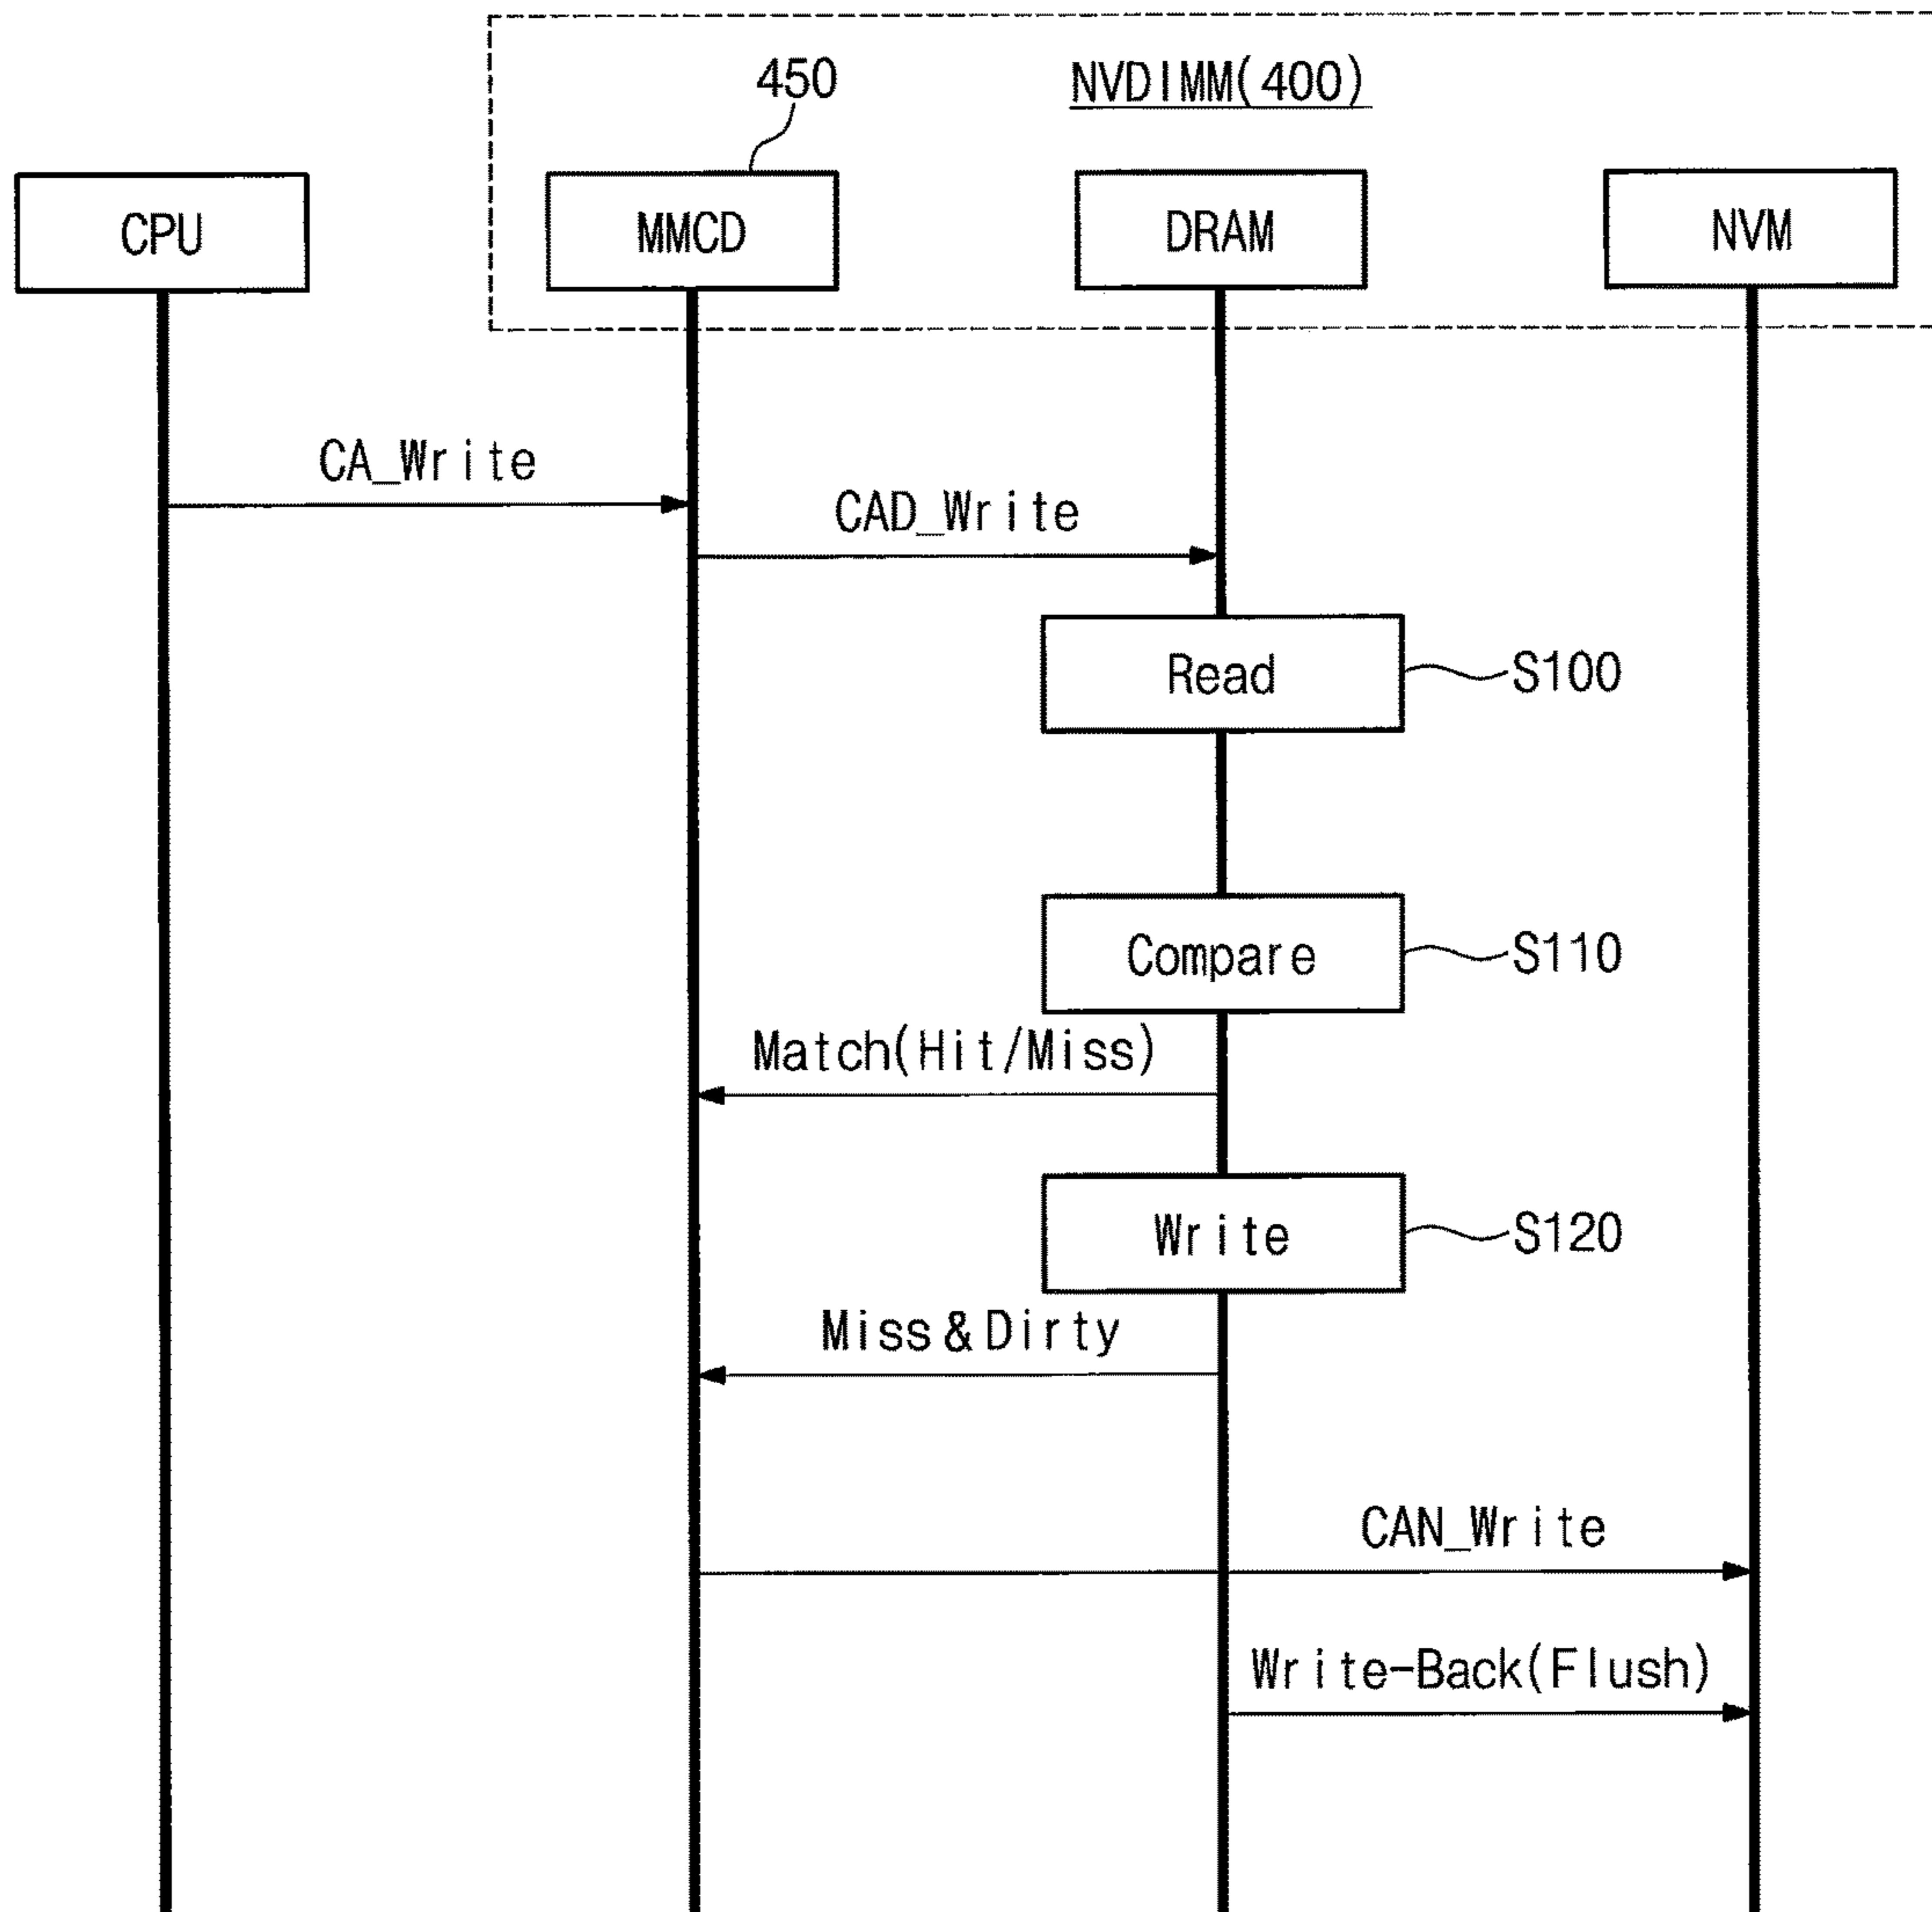 450
NVDIMM(400)
CPU
MMCD
DRAM
NVM
CA_Write
CAD_Write
Read
S100
Compare
S110
Match(Hit/Miss)
Write
S120
Miss&Dirty
CAN_Write
Write-Back(Flush)